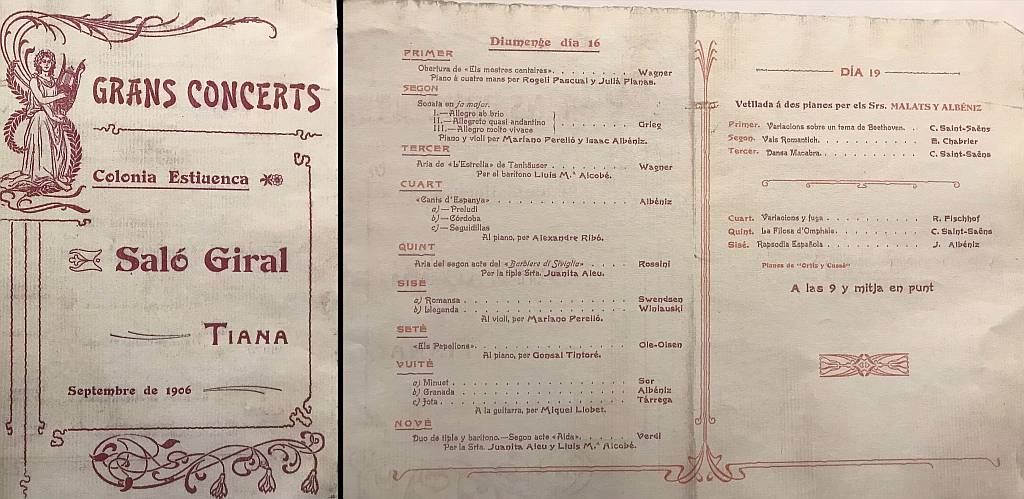 GRANS CONCERTS
Colonia Estiuenca
Saló Giral
TIANA
Septembre de 1906
Diumenge día 16
PRIMER
Obertura de «Els mestres cantaires». Wagner
Piano á cuatre mans per Rogeli Pascual y Juliá Planas.
SEGON
Sonata en fa major.
I.—Allegro ab brio
II.—Allegreto quasi andantino Grieg
III.—Allegro molto vivace
Piano y violí per Mariano Perelló y Isaac Albéniz.
TERCER
Aria de «L'Estrella» de Tanhäuser Wagner
Per el baritono Lluis M.ª Alcobé.
CUART
«Cants d'Espanya» Albéniz
a)—Preludi
b)—Córdoba
c)—Seguidillas
Al piano, per Alexandre Ribó.
QUINT
Aria del segon acte del «Barbiere di Siviglia» Rossini
Per la tiple Srta. Juanita Aleu.
SISÉ
a) Romansa Swendsen
b) Llegenda Winiauski
Al violí, per Mariano Perelló.
SETÉ
«Els Papellons». Ole-Olsen
Al piano, per Gonsal Tintoré.
VUITÉ
a) Minuet Sor
b) Granada Albéniz
c) Jota Tárrega
A la guitarra, per Miquel Llobet.
NOVÉ
Duo de tiple y baritono.—Segon acte «Aida». Verdi
Per la Srta. Juanita Aleu y Lluis M.ª Alcobé.
DÍA 19
Vetllada á dos pianos per els Srs. MALATS Y ALBÉNIZ
Primer. Variacions sobre un tema de Beethoven. C. Saint-Saëns
Segon. Vals Romantich. E. Chabrier
Tercer. Dansa Macabra. C. Saint-Saëns
Cuart. Variacions y fuga R. Fischhof
Quint. La Filosa d'Omphale. C. Saint-Saëns
Sisé. Rapsodia Española J. Albéniz
Pianos de "Ortiz y Cussó"
A las 9 y mitja en punt